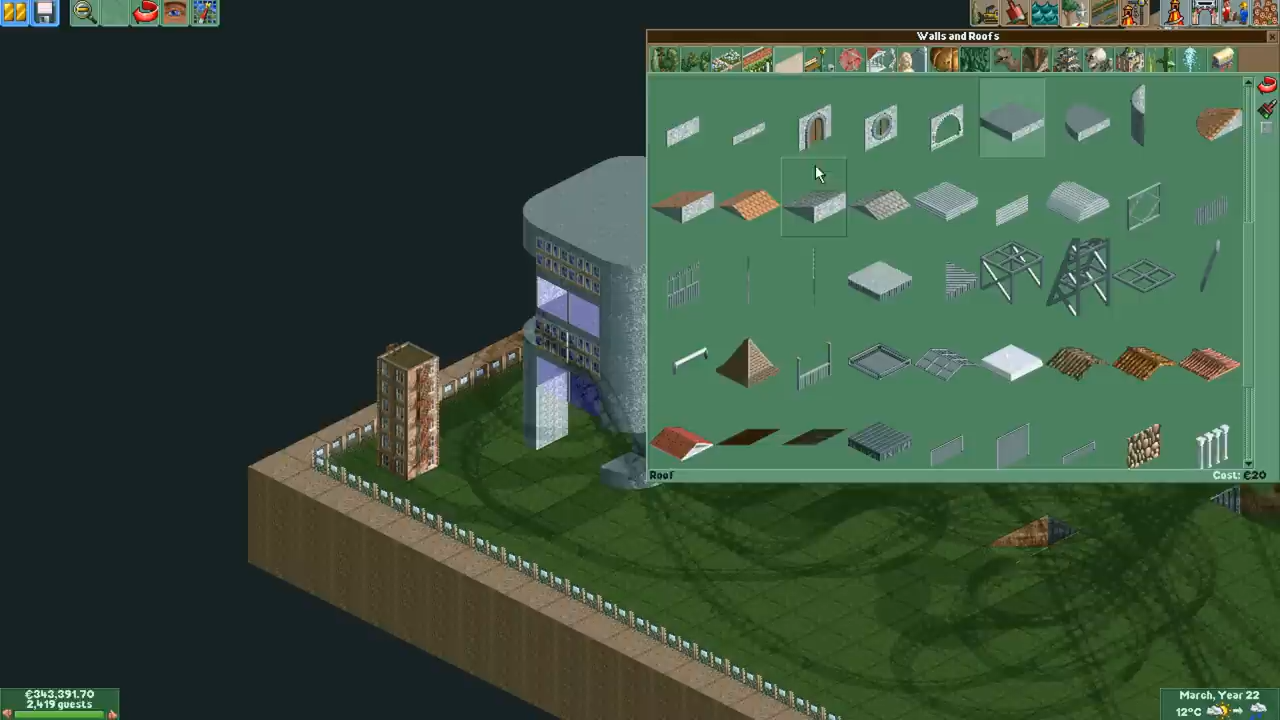 Walls and Roofs
Roof
Cost: €20
€343,391.70
2,419 guests
March, Year 22
12°C